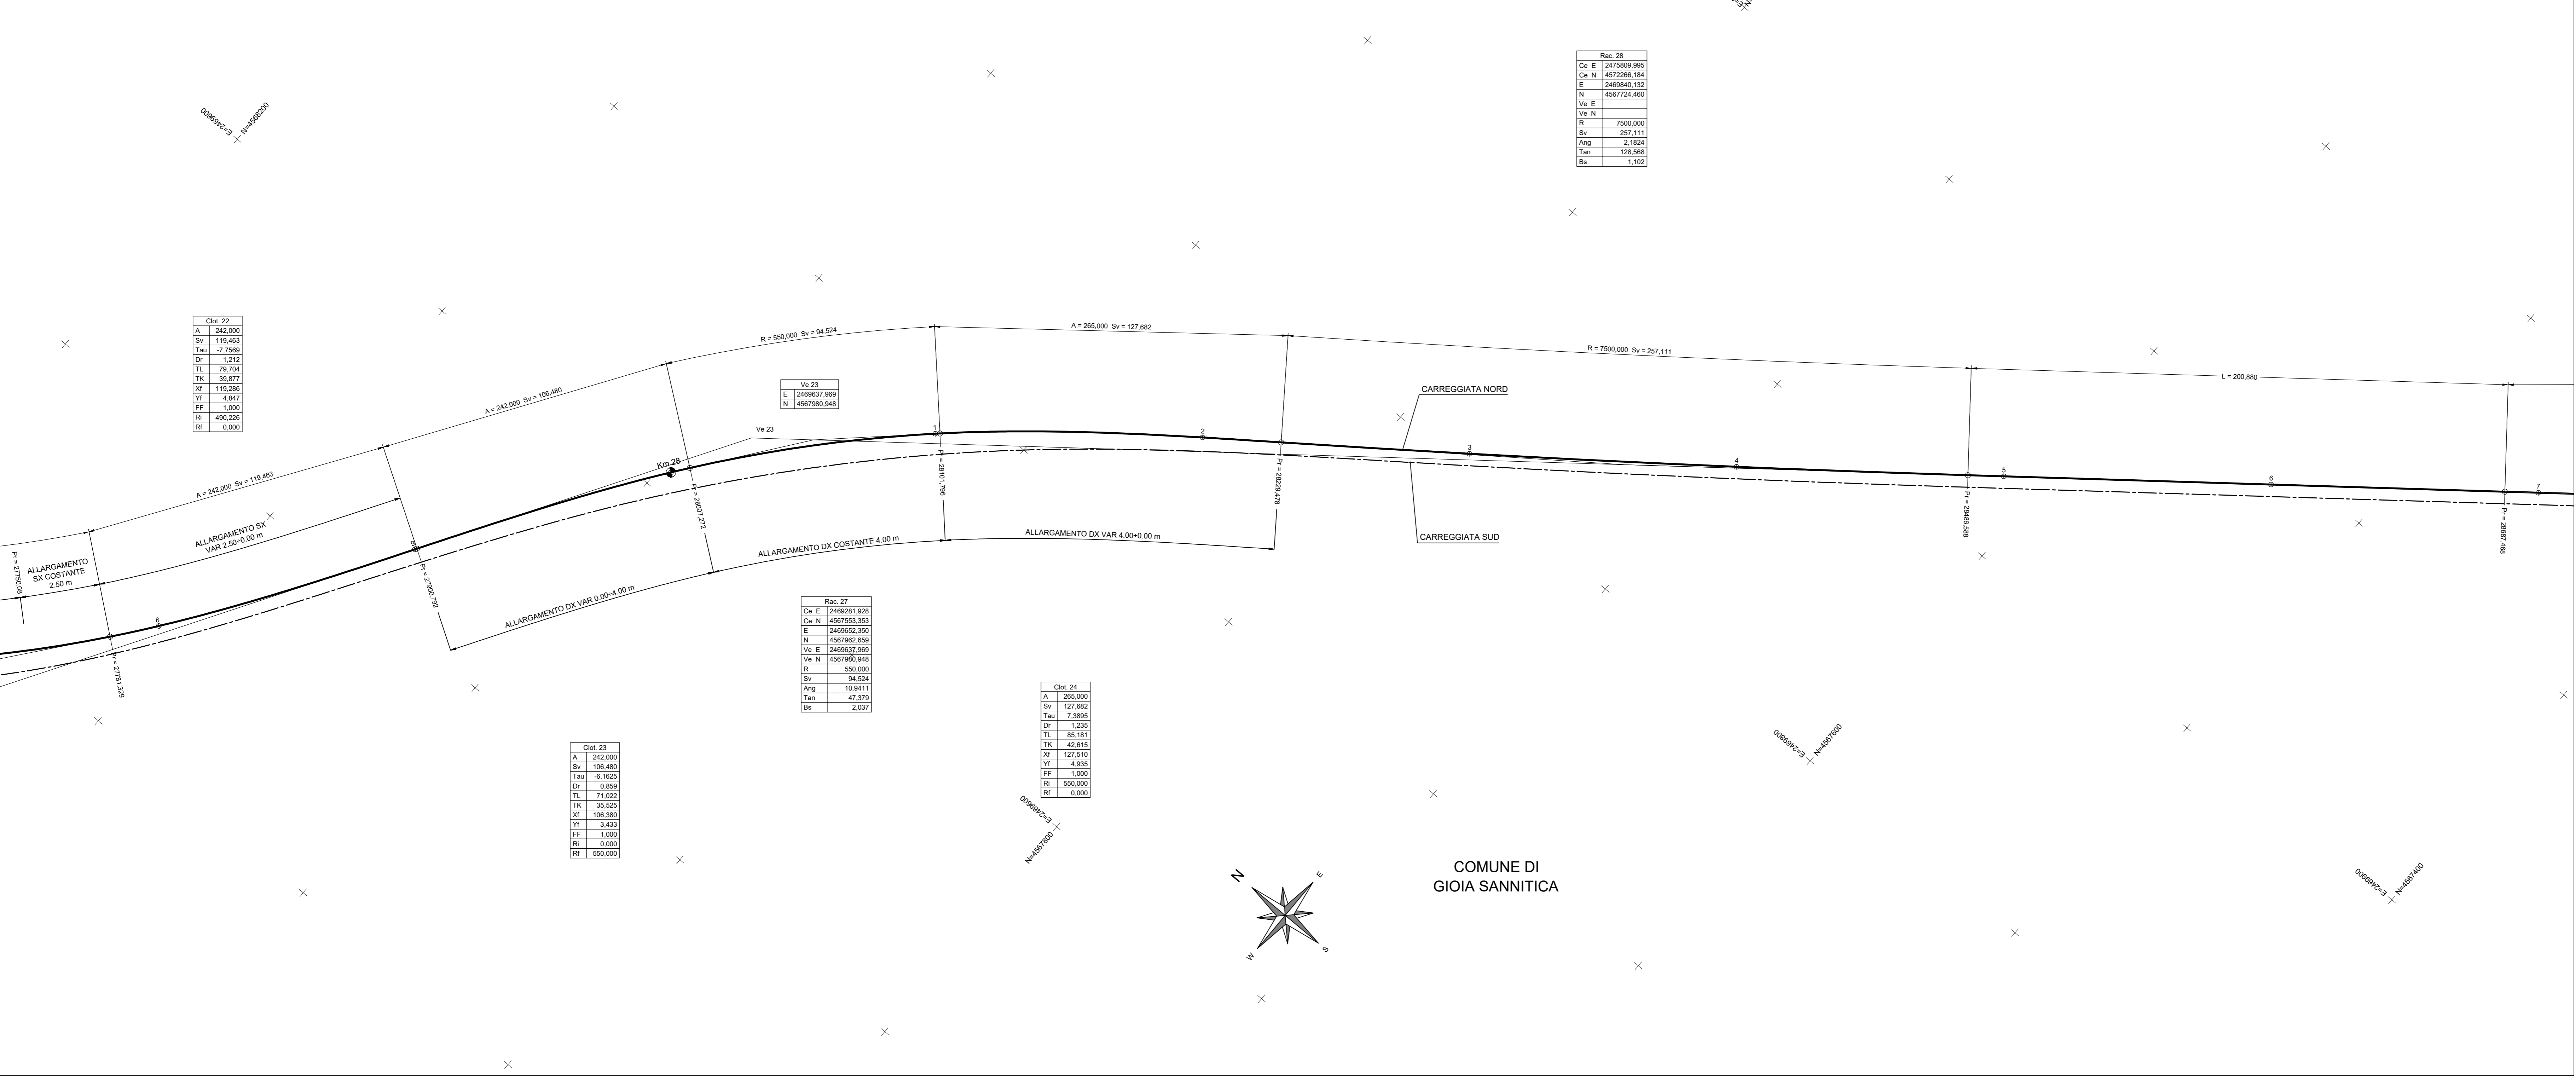 Rac. 28
Ce E 2475809,995
Ce N 4572266,184
E 2469840,132
N 4567724,460
Ve E
Ve N
R 7500,000
Sv 257,111
Ang 2,1824
Tan 128,568
Bs 1,102
E=2469600
N=4568200
Clot. 22
A 242,000
Sv 119,463
Tau -7,7569
Dr 1,212
TL 79,704
TK 39,877
Xf 119,286
Yf 4,847
FF 1,000
Ri 490,226
Rf 0,000
A = 242,000 Sv = 119,463
A = 242,000 Sv = 106,480
R = 550,000 Sv = 94,524
A = 265,000 Sv = 127,682
R = 7500,000 Sv = 257,111
L = 200,880
Ve 23
E 2469637,969
N 4567980,948
Ve 23
CARREGGIATA NORD
CARREGGIATA SUD
Km 28
1
2
3
4
5
6
7
8
9
Pr = 27750,08
Pr = 27781,329
Pr = 27900,792
Pr = 28007,272
Pr = 28101,796
Pr = 28229,478
Pr = 28486,588
Pr = 28687,468
ALLARGAMENTO
SX COSTANTE
2.50 m
ALLARGAMENTO SX
VAR 2.50÷0.00 m
ALLARGAMENTO DX VAR 0.00÷4.00 m
ALLARGAMENTO DX COSTANTE 4.00 m
ALLARGAMENTO DX VAR 4.00÷0.00 m
Rac. 27
Ce E 2469281,928
Ce N 4567553,353
E 2469652,350
N 4567962,659
Ve E 2469637,969
Ve N 4567980,948
R 550,000
Sv 94,524
Ang 10,9411
Tan 47,379
Bs 2,037
Clot. 24
A 265,000
Sv 127,682
Tau 7,3895
Dr 1,235
TL 85,181
TK 42,615
Xf 127,510
Yf 4,935
FF 1,000
Ri 550,000
Rf 0,000
Clot. 23
A 242,000
Sv 106,480
Tau -6,1625
Dr 0,859
TL 71,022
TK 35,525
Xf 106,380
Yf 3,433
FF 1,000
Ri 0,000
Rf 550,000
E=2469600
N=4567800
E=2469800
N=4567600
E=2469900
N=4567400
N
E
S
W
COMUNE DI
GIOIA SANNITICA